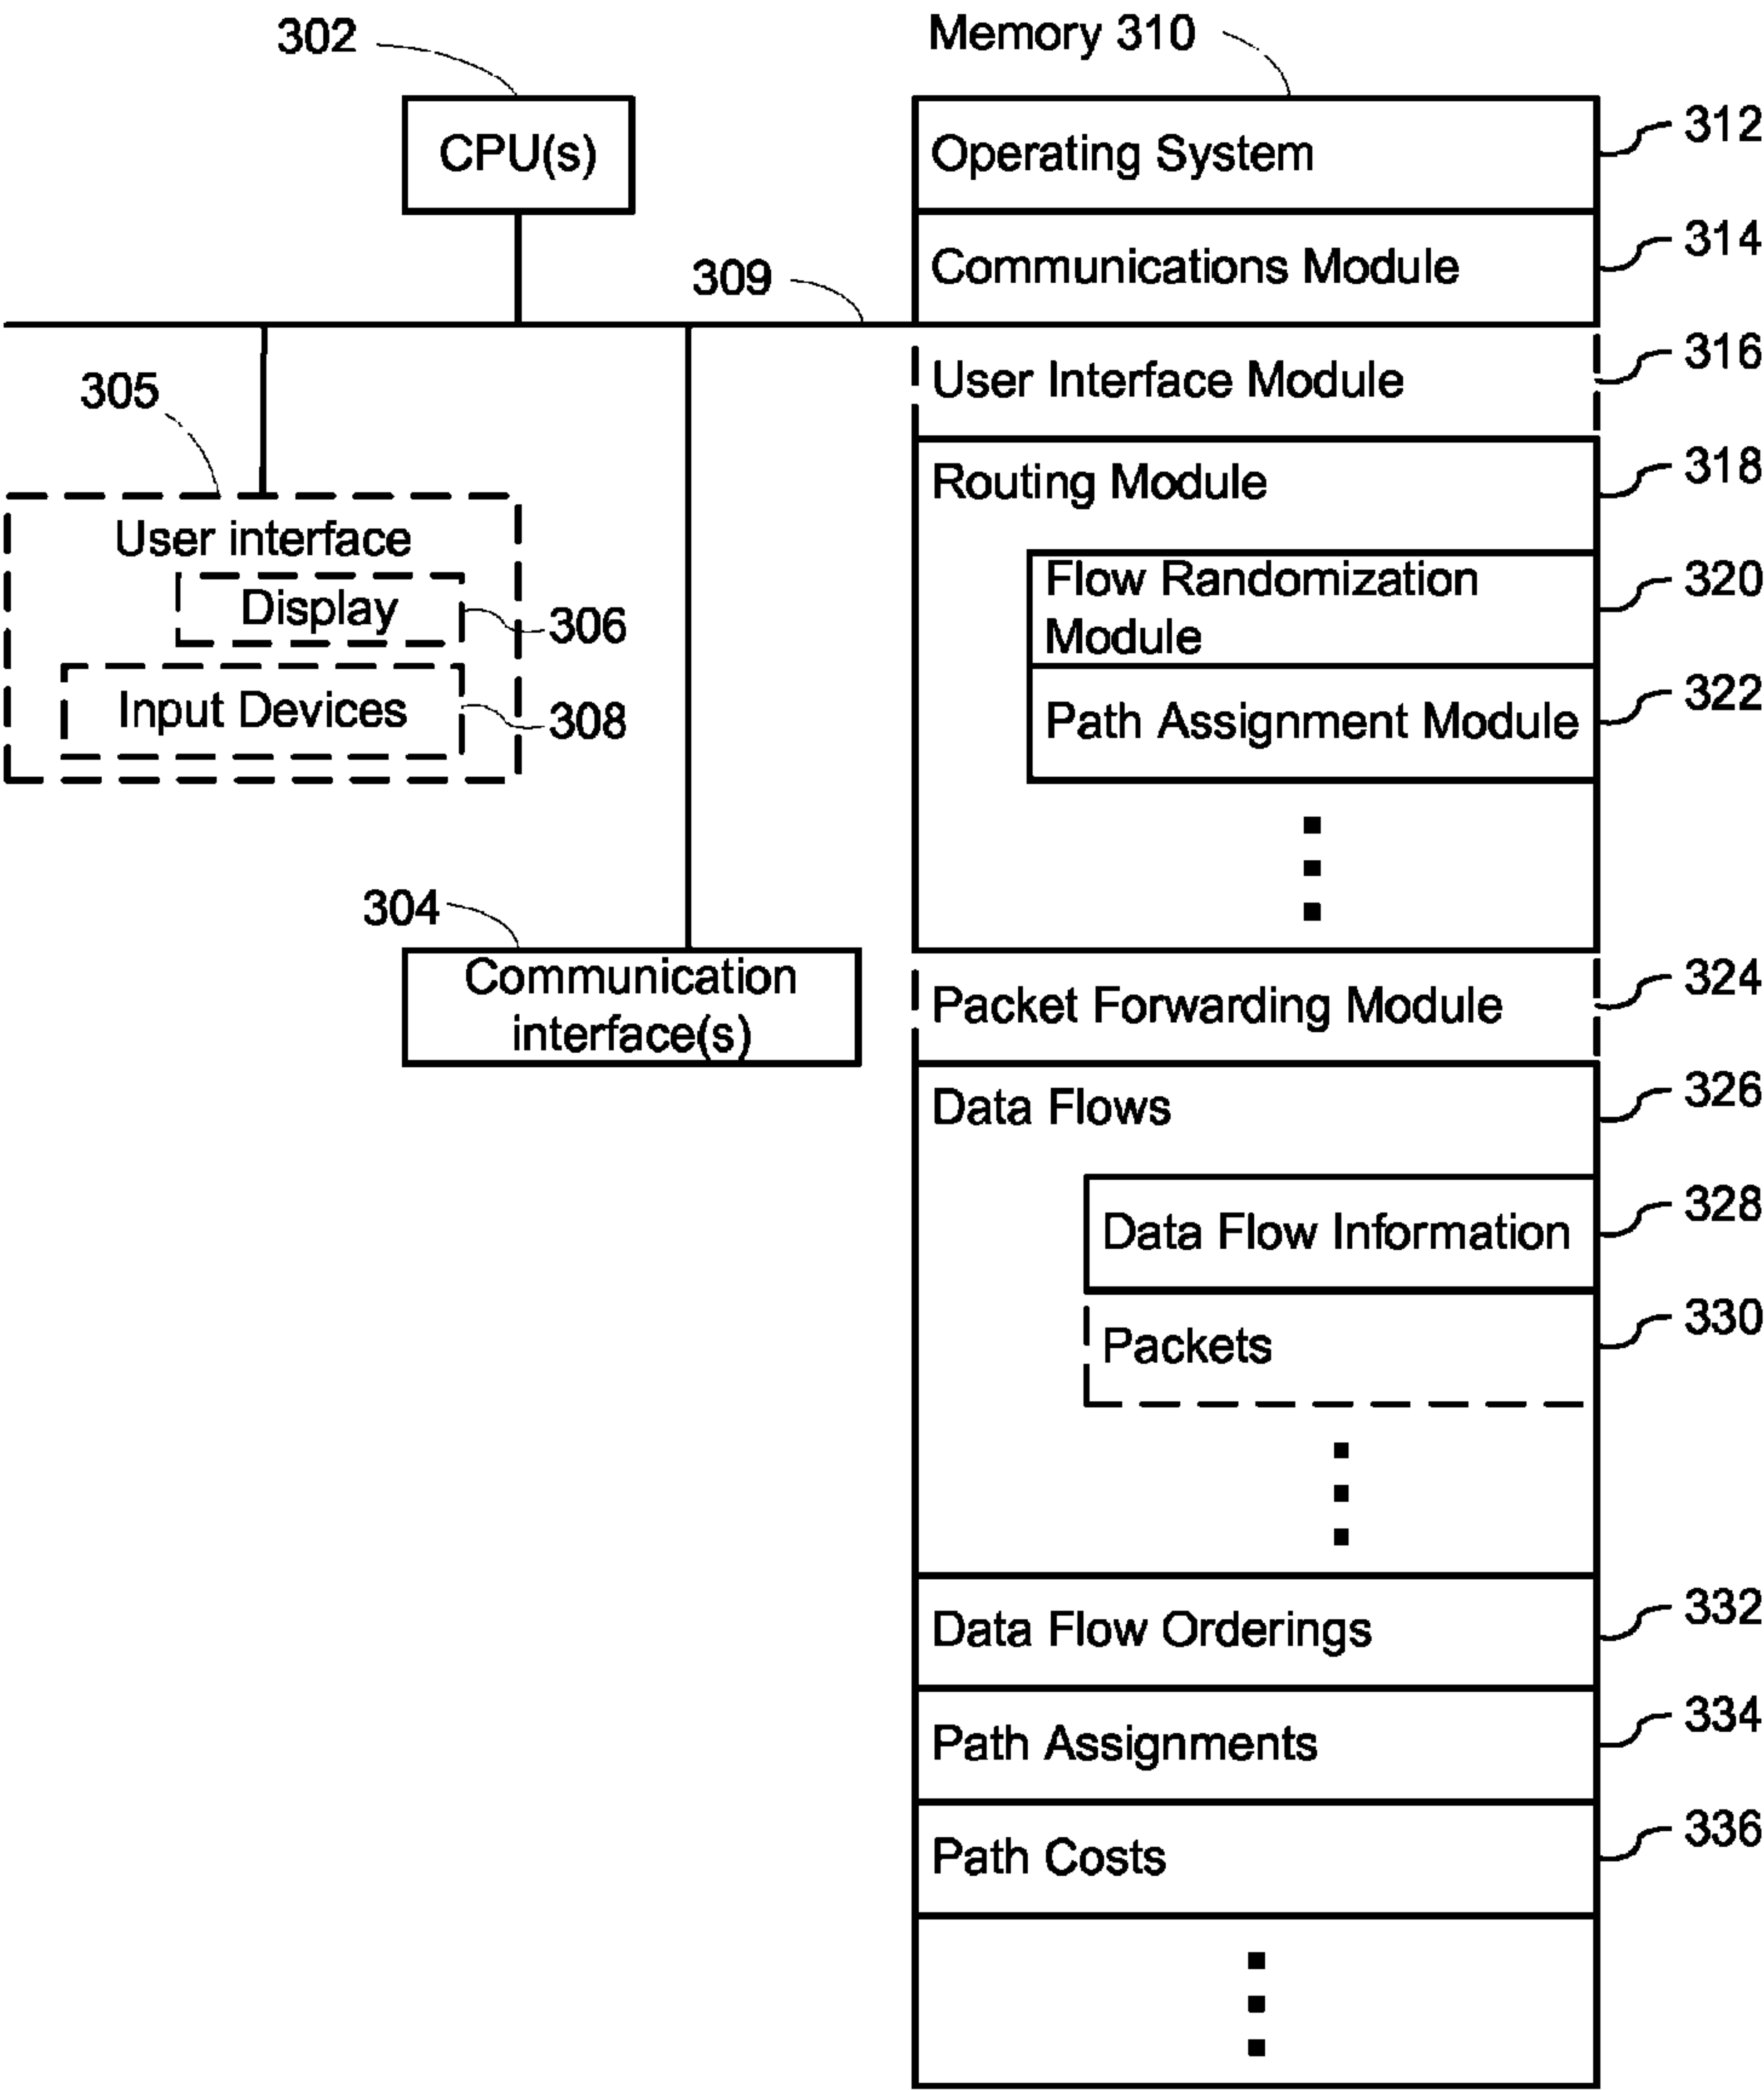 302
Memory 310
CPU(s)
Operating System
312
Communications Module
314
309
User Interface Module
316
305
Routing Module
318
User interface
Display
306
Input Devices
308
Flow Randomization
Module
320
Path Assignment Module
322
304
Communication
interface(s)
Packet Forwarding Module
324
Data Flows
326
Data Flow Information
328
Packets
330
Data Flow Orderings
332
Path Assignments
334
Path Costs
336